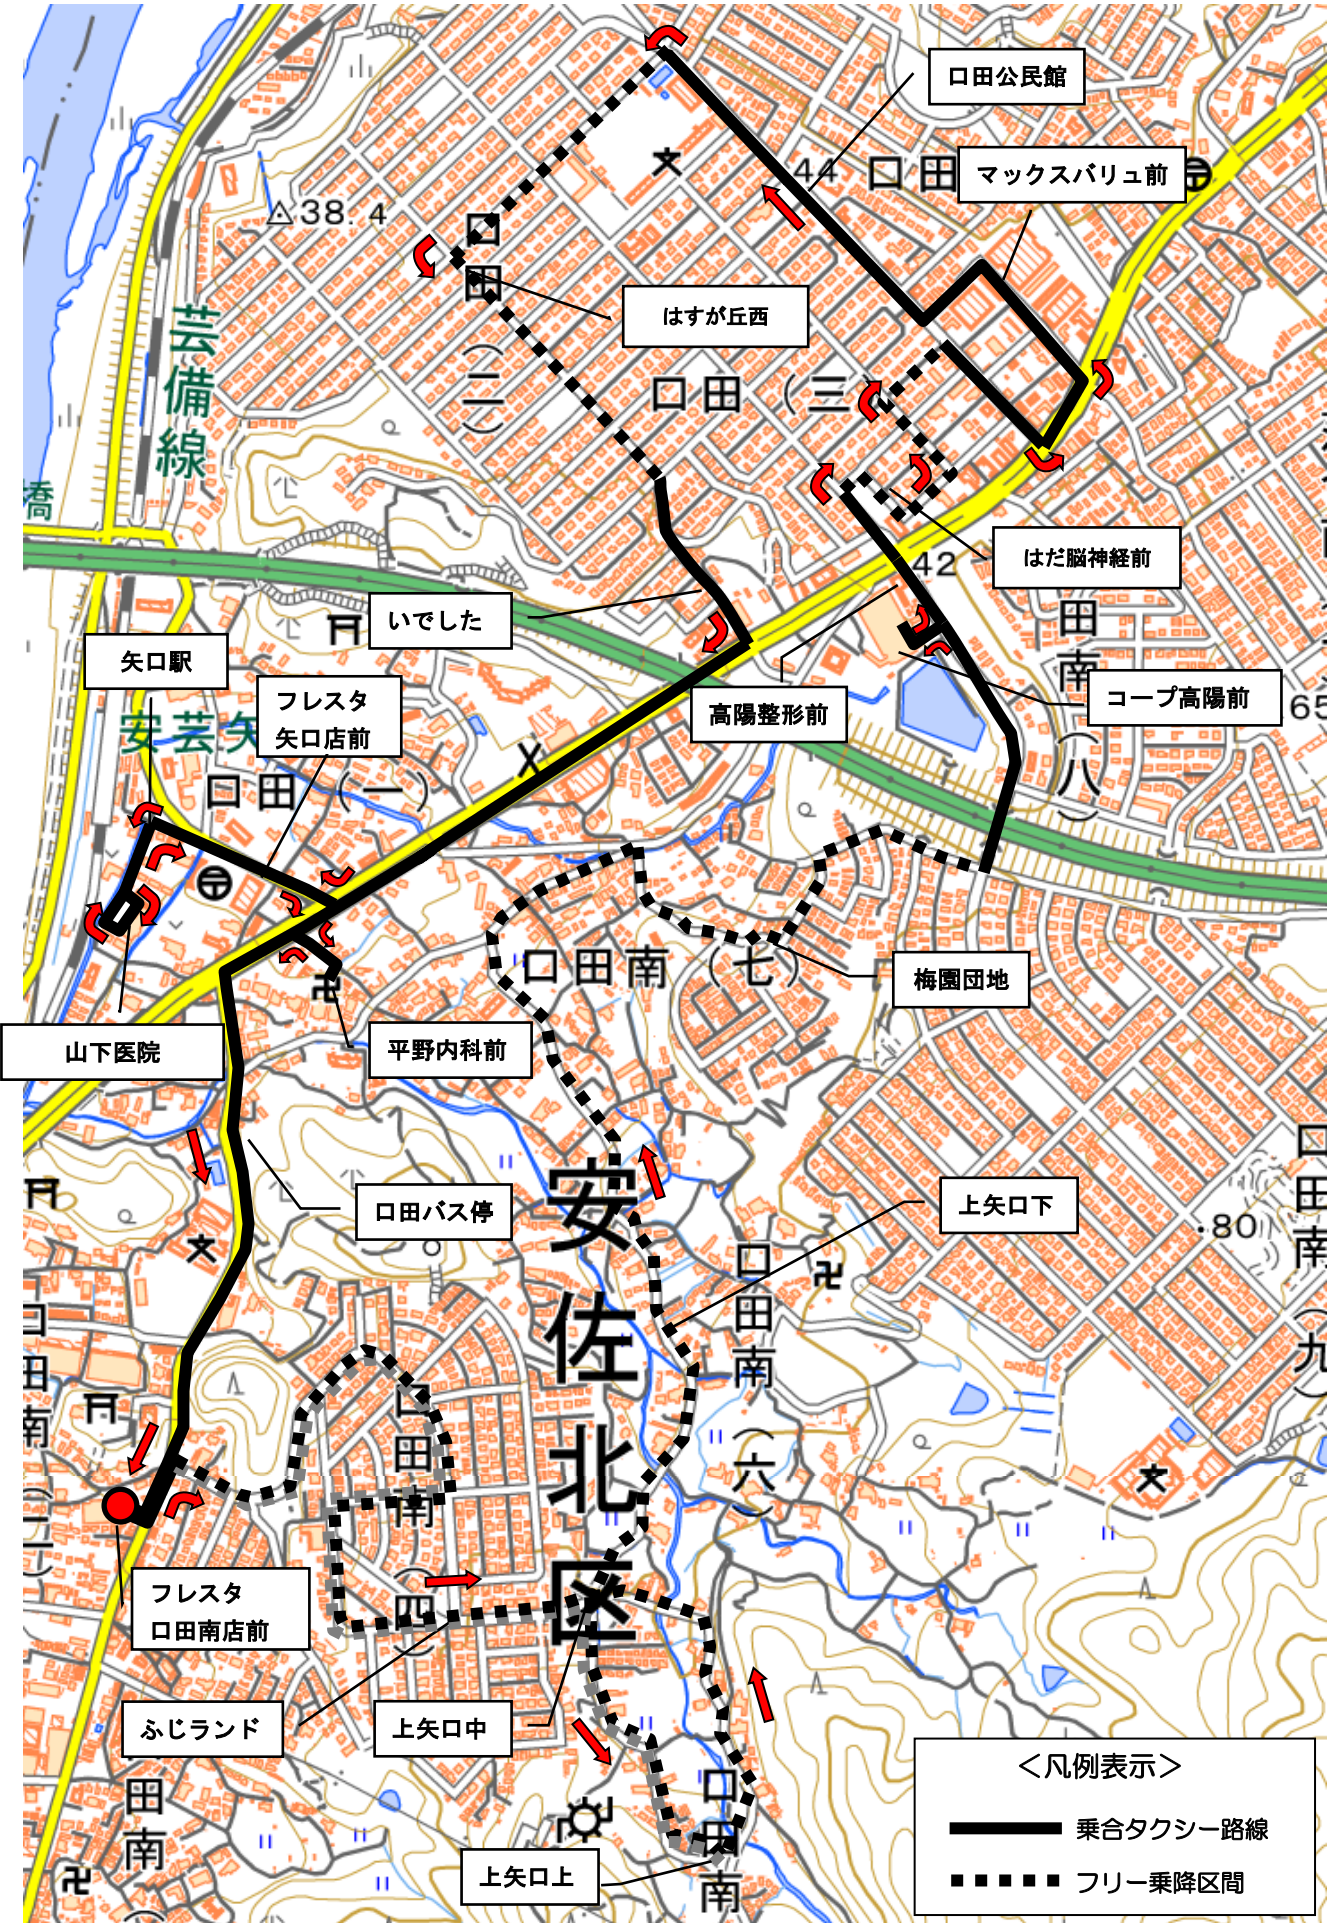 口田公民館
44
口田
マックスバリュ前
38.4
口田(二)
はすが丘西
芸備線
口田(三)
橋
はだ脳神経前
42
いでした
矢口駅
田南(八)
フレスタ
矢口店前
コープ高陽前
65
高陽整形前
安芸矢
口田(一)
口田南(七)
梅園団地
山下医院
平野内科前
口田バス停
上矢口下
安佐北区
80
口田南(九)
口田南(六)
口田南(二)
口田南(四)
フレスタ
口田南店前
ふじランド
上矢口中
田南
口田南
上矢口上
<凡例表示>
乗合タクシー路線
フリー乗降区間